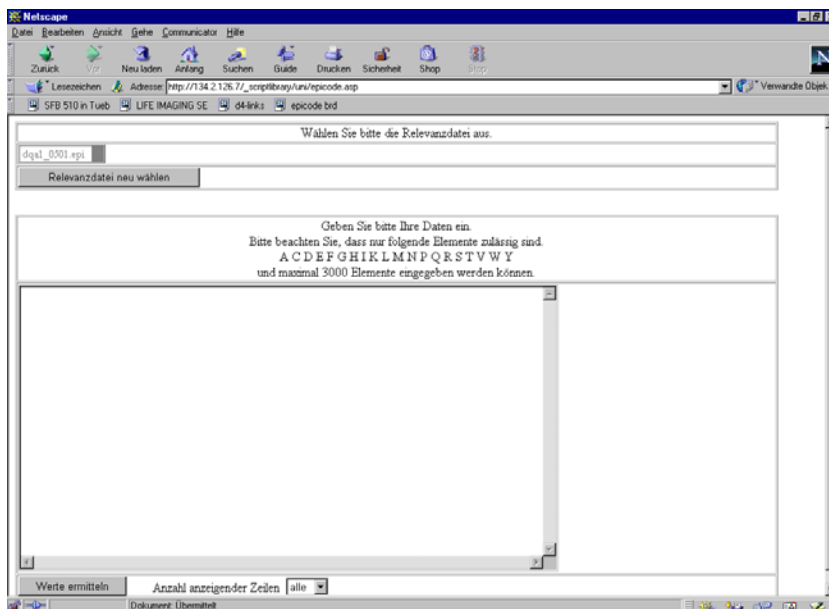 Netscape
Datei Bearbeiten Ansicht Gehe Communicator Hilfe
Zurück Vor Neu laden Anfang Suchen Guide Drucken Sicherheit Shop Stop
Lesezeichen Adresse: http://134.2.126.7/_scriptlibrary/uni/epicode.asp Verwandte Objek
SFB 510 in Tueb LIFE IMAGING SE d4-links epicode brd
Wählen Sie bitte die Relevanzdatei aus.
dqa1_0501.epi
Relevanzdatei neu wählen
Geben Sie bitte Ihre Daten ein.
Bitte beachten Sie, dass nur folgende Elemente zulässig sind.
A C D E F G H I K L M N P Q R S T V W Y
und maximal 3000 Elemente eingegeben werden können.
Werte ermitteln Anzahl anzeigender Zeilen alle
Dokument: Übermittelt